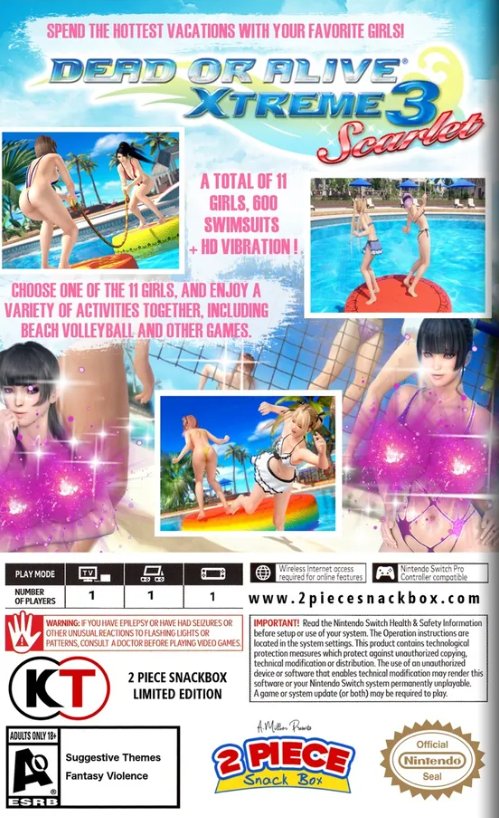 SPEND THE HOTTEST VACATIONS WITH YOUR FAVORITE GIRLS!
DEAD OR ALIVE®
XTREME 3
Scarlet
A TOTAL OF 11
GIRLS, 600
SWIMSUITS
+ HD VIBRATION !
CHOOSE ONE OF THE 11 GIRLS, AND ENJOY A
VARIETY OF ACTIVITIES TOGETHER, INCLUDING
BEACH VOLLEYBALL AND OTHER GAMES.
PLAY MODE
TV
NUMBER
OF PLAYERS
1
1
1
Wireless internet access
required for online features
Nintendo Switch Pro
Controller compatible
www.2piecesnackbox.com
WARNING: IF YOU HAVE EPILEPSY OR HAVE HAD SEIZURES OR
OTHER UNUSUAL REACTIONS TO FLASHING LIGHTS OR
PATTERNS, CONSULT A DOCTOR BEFORE PLAYING VIDEO GAMES.
IMPORTANT! Read the Nintendo Switch Health & Safety Information
before setup or use of your system. The Operation instructions are
located in the system settings. This product contains technological
protection measures which protect against unauthorized copying,
technical modification or distribution. The use of an unauthorized
device or software that enables technical modification may render this
software or your Nintendo Switch system permanently unplayable.
A game or system update (or both) may be required to play.
KT
2 PIECE SNACKBOX
LIMITED EDITION
ADULTS ONLY 18+
AO
ESRB
Suggestive Themes
Fantasy Violence
2 PIECE
Snack Box
Official
Nintendo
Seal